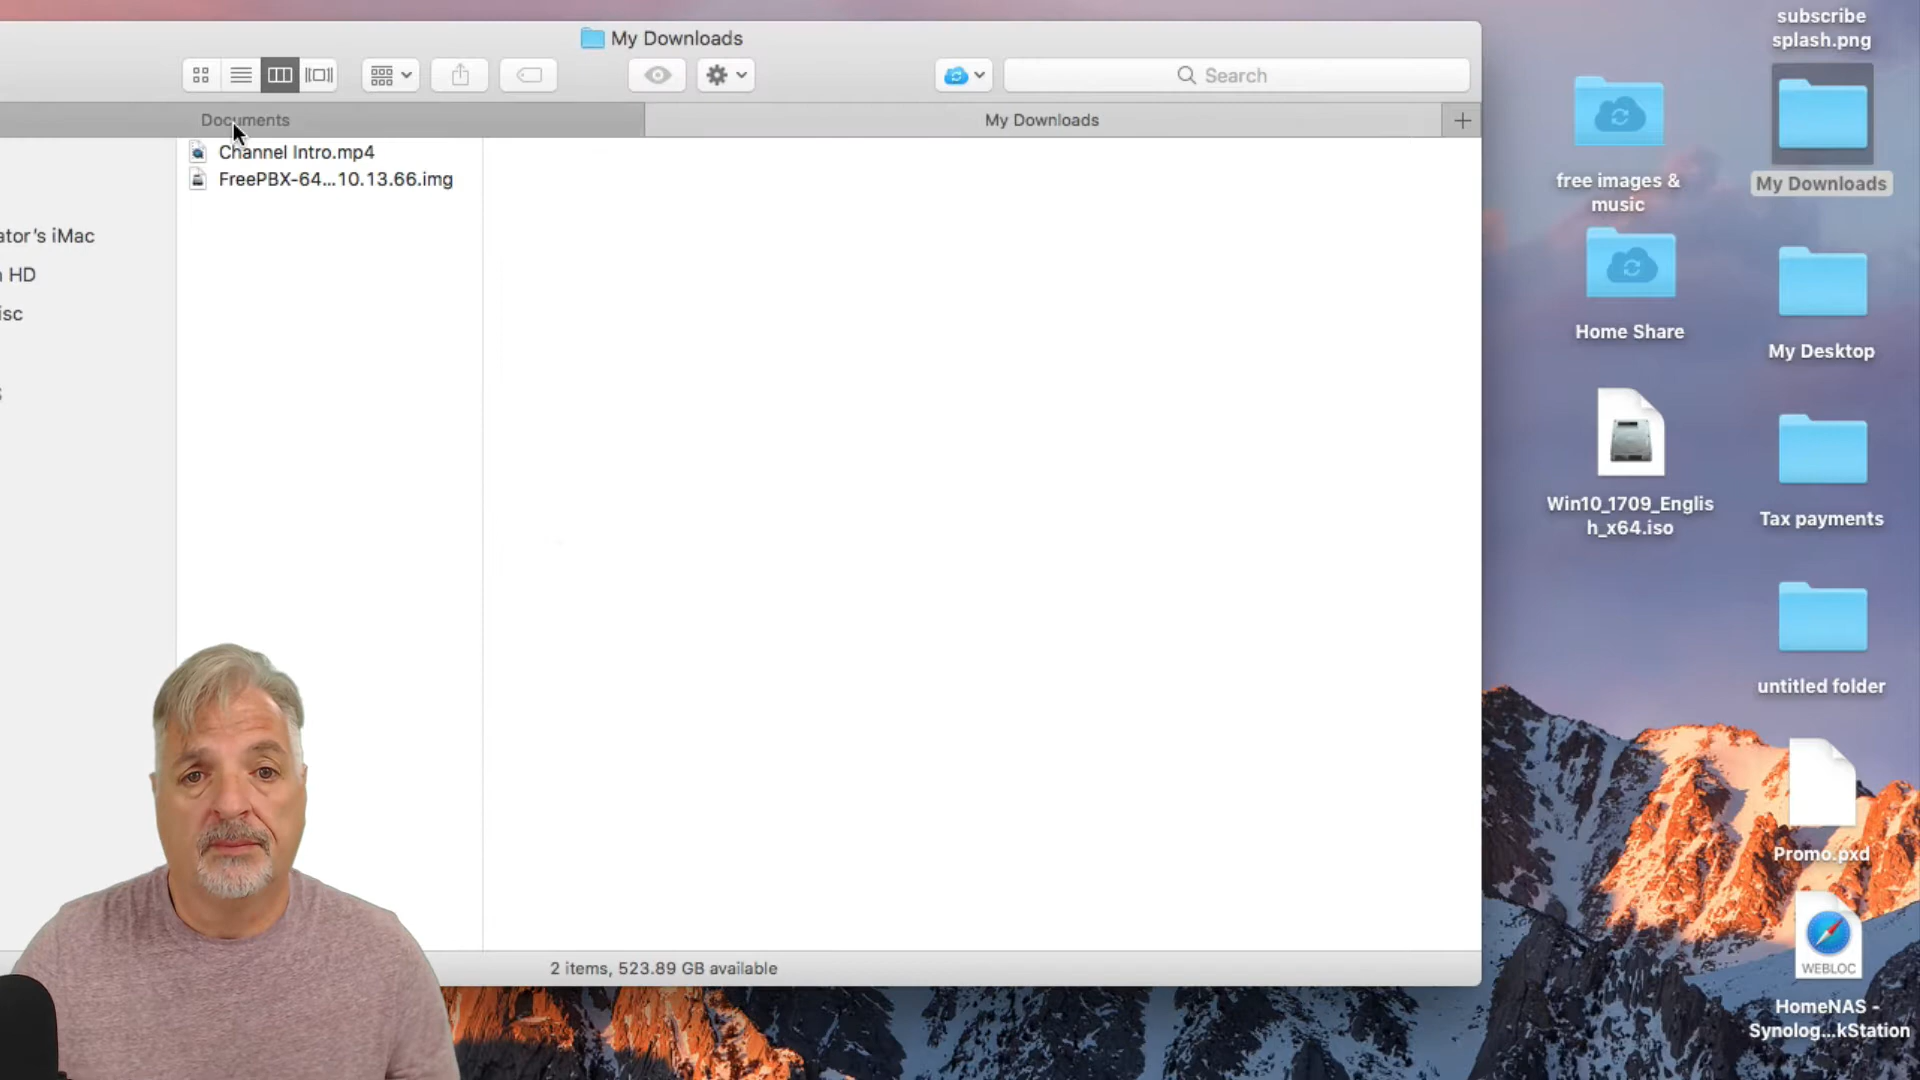 My Downloads
Search
Documents
My Downloads
Channel Intro.mp4
FreePBX-64...10.13.66.img
ator's iMac
HD
isc
2 items, 523.89 GB available
subscribe
splash.png
free images &
music
My Downloads
Home Share
My Desktop
Win10_1709_Englis
h_x64.iso
Tax payments
untitled folder
Promo.pxd
WEBLOC
HomeNAS -
Synolog...kStation